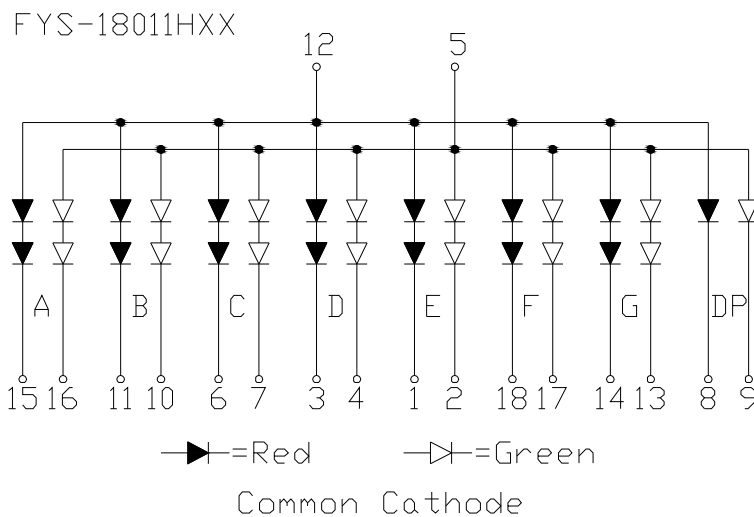 FYS-18011HXX
12 5
A B C D E F G DP
15 16 11 10 6 7 3 4 1 2 18 17 14 13 8 9
=Red =Green
Common Cathode